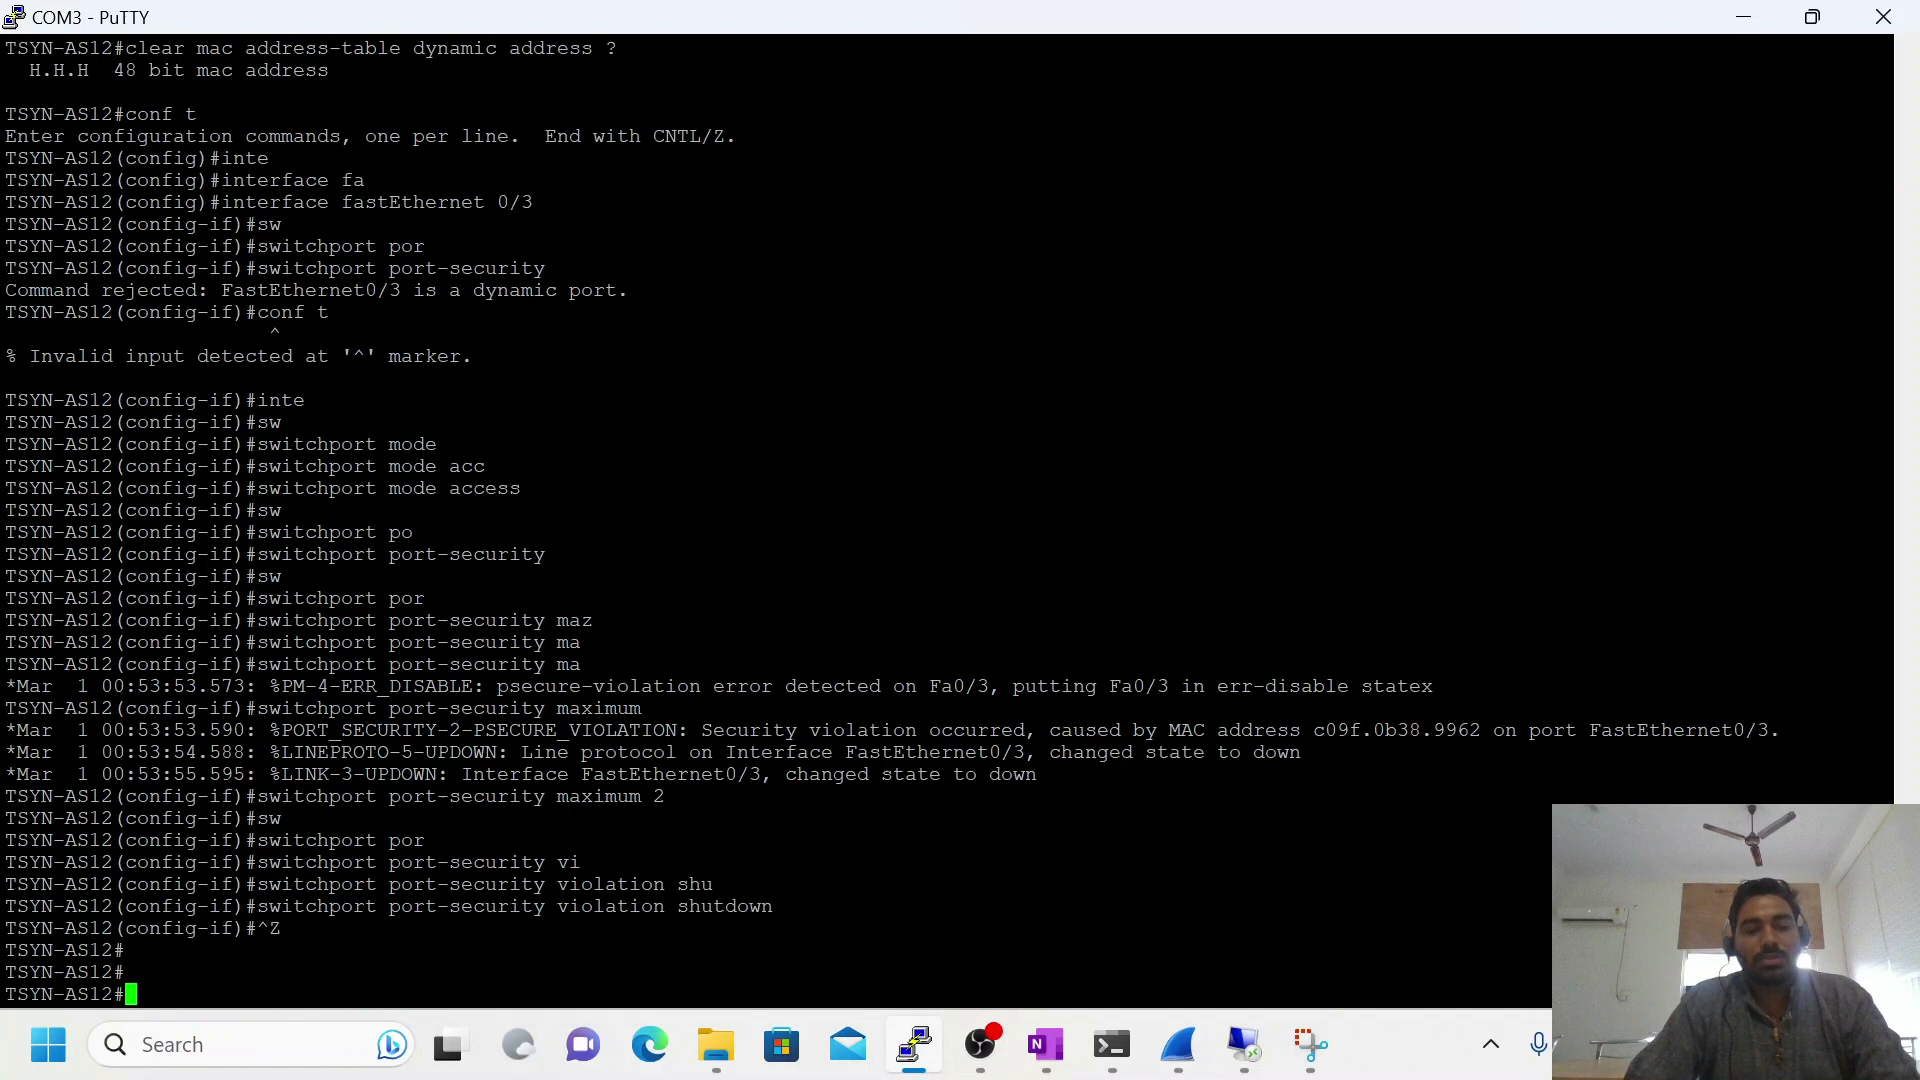 COM3 - PuTTY
TSYN-AS12#clear mac address-table dynamic address ?
  H.H.H  48 bit mac address
TSYN-AS12#conf t
Enter configuration commands, one per line.  End with CNTL/Z.
TSYN-AS12(config)#inte
TSYN-AS12(config)#interface fa
TSYN-AS12(config)#interface fastEthernet 0/3
TSYN-AS12(config-if)#sw
TSYN-AS12(config-if)#switchport por
TSYN-AS12(config-if)#switchport port-security
Command rejected: FastEthernet0/3 is a dynamic port.
TSYN-AS12(config-if)#conf t
^
% Invalid input detected at '^' marker.
TSYN-AS12(config-if)#inte
TSYN-AS12(config-if)#sw
TSYN-AS12(config-if)#switchport mode
TSYN-AS12(config-if)#switchport mode acc
TSYN-AS12(config-if)#switchport mode access
TSYN-AS12(config-if)#sw
TSYN-AS12(config-if)#switchport po
TSYN-AS12(config-if)#switchport port-security
TSYN-AS12(config-if)#sw
TSYN-AS12(config-if)#switchport por
TSYN-AS12(config-if)#switchport port-security maz
TSYN-AS12(config-if)#switchport port-security ma
TSYN-AS12(config-if)#switchport port-security ma
*Mar  1 00:53:53.573: %PM-4-ERR_DISABLE: psecure-violation error detected on Fa0/3, putting Fa0/3 in err-disable statex
TSYN-AS12(config-if)#switchport port-security maximum
*Mar  1 00:53:53.590: %PORT_SECURITY-2-PSECURE_VIOLATION: Security violation occurred, caused by MAC address c09f.0b38.9962 on port FastEthernet0/3.
*Mar  1 00:53:54.588: %LINEPROTO-5-UPDOWN: Line protocol on Interface FastEthernet0/3, changed state to down
*Mar  1 00:53:55.595: %LINK-3-UPDOWN: Interface FastEthernet0/3, changed state to down
TSYN-AS12(config-if)#switchport port-security maximum 2
TSYN-AS12(config-if)#sw
TSYN-AS12(config-if)#switchport por
TSYN-AS12(config-if)#switchport port-security vi
TSYN-AS12(config-if)#switchport port-security violation shu
TSYN-AS12(config-if)#switchport port-security violation shutdown
TSYN-AS12(config-if)#^Z
TSYN-AS12#
TSYN-AS12#
TSYN-AS12#
Search
N